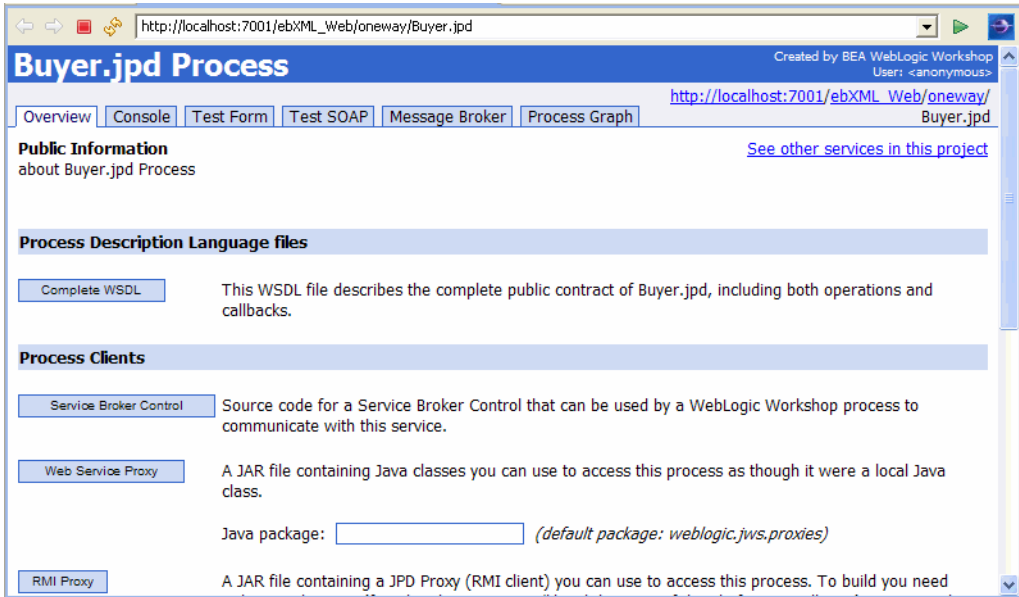 http://localhost:7001/ebXML_Web/oneway/Buyer.jpd
Buyer.jpd Process
Created by BEA WebLogic Workshop
User: <anonymous>
http://localhost:7001/ebXML_Web/oneway/
Buyer.jpd
Overview Console Test Form Test SOAP Message Broker Process Graph
Public Information
about Buyer.jpd Process
See other services in this project
Process Description Language files
Complete WSDL
This WSDL file describes the complete public contract of Buyer.jpd, including both operations and
callbacks.
Process Clients
Service Broker Control
Source code for a Service Broker Control that can be used by a WebLogic Workshop process to
communicate with this service.
Web Service Proxy
A JAR file containing Java classes you can use to access this process as though it were a local Java
class.
Java package:
(default package: weblogic.jws.proxies)
RMI Proxy
A JAR file containing a JPD Proxy (RMI client) you can use to access this process. To build you need